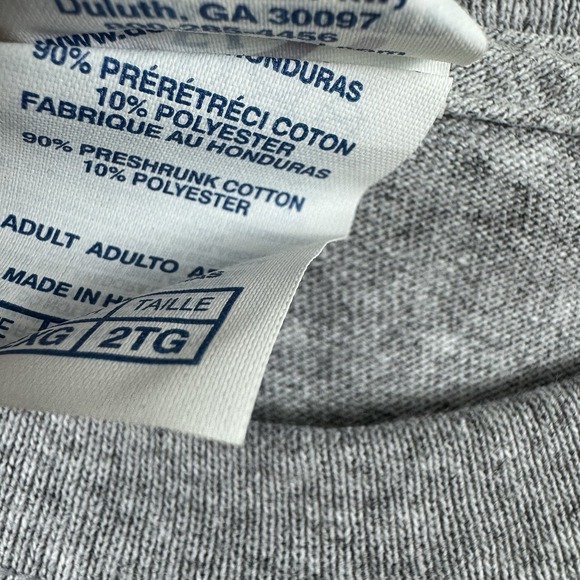 Duluth, GA 30097
HONDURAS
90% PRÉRÉTRÉCI COTON
10% POLYESTER
FABRIQUE AU HONDURAS
90% PRESHRUNK COTTON
10% POLYESTER
ADULT ADULTO
MADE IN
TAILLE
2TG